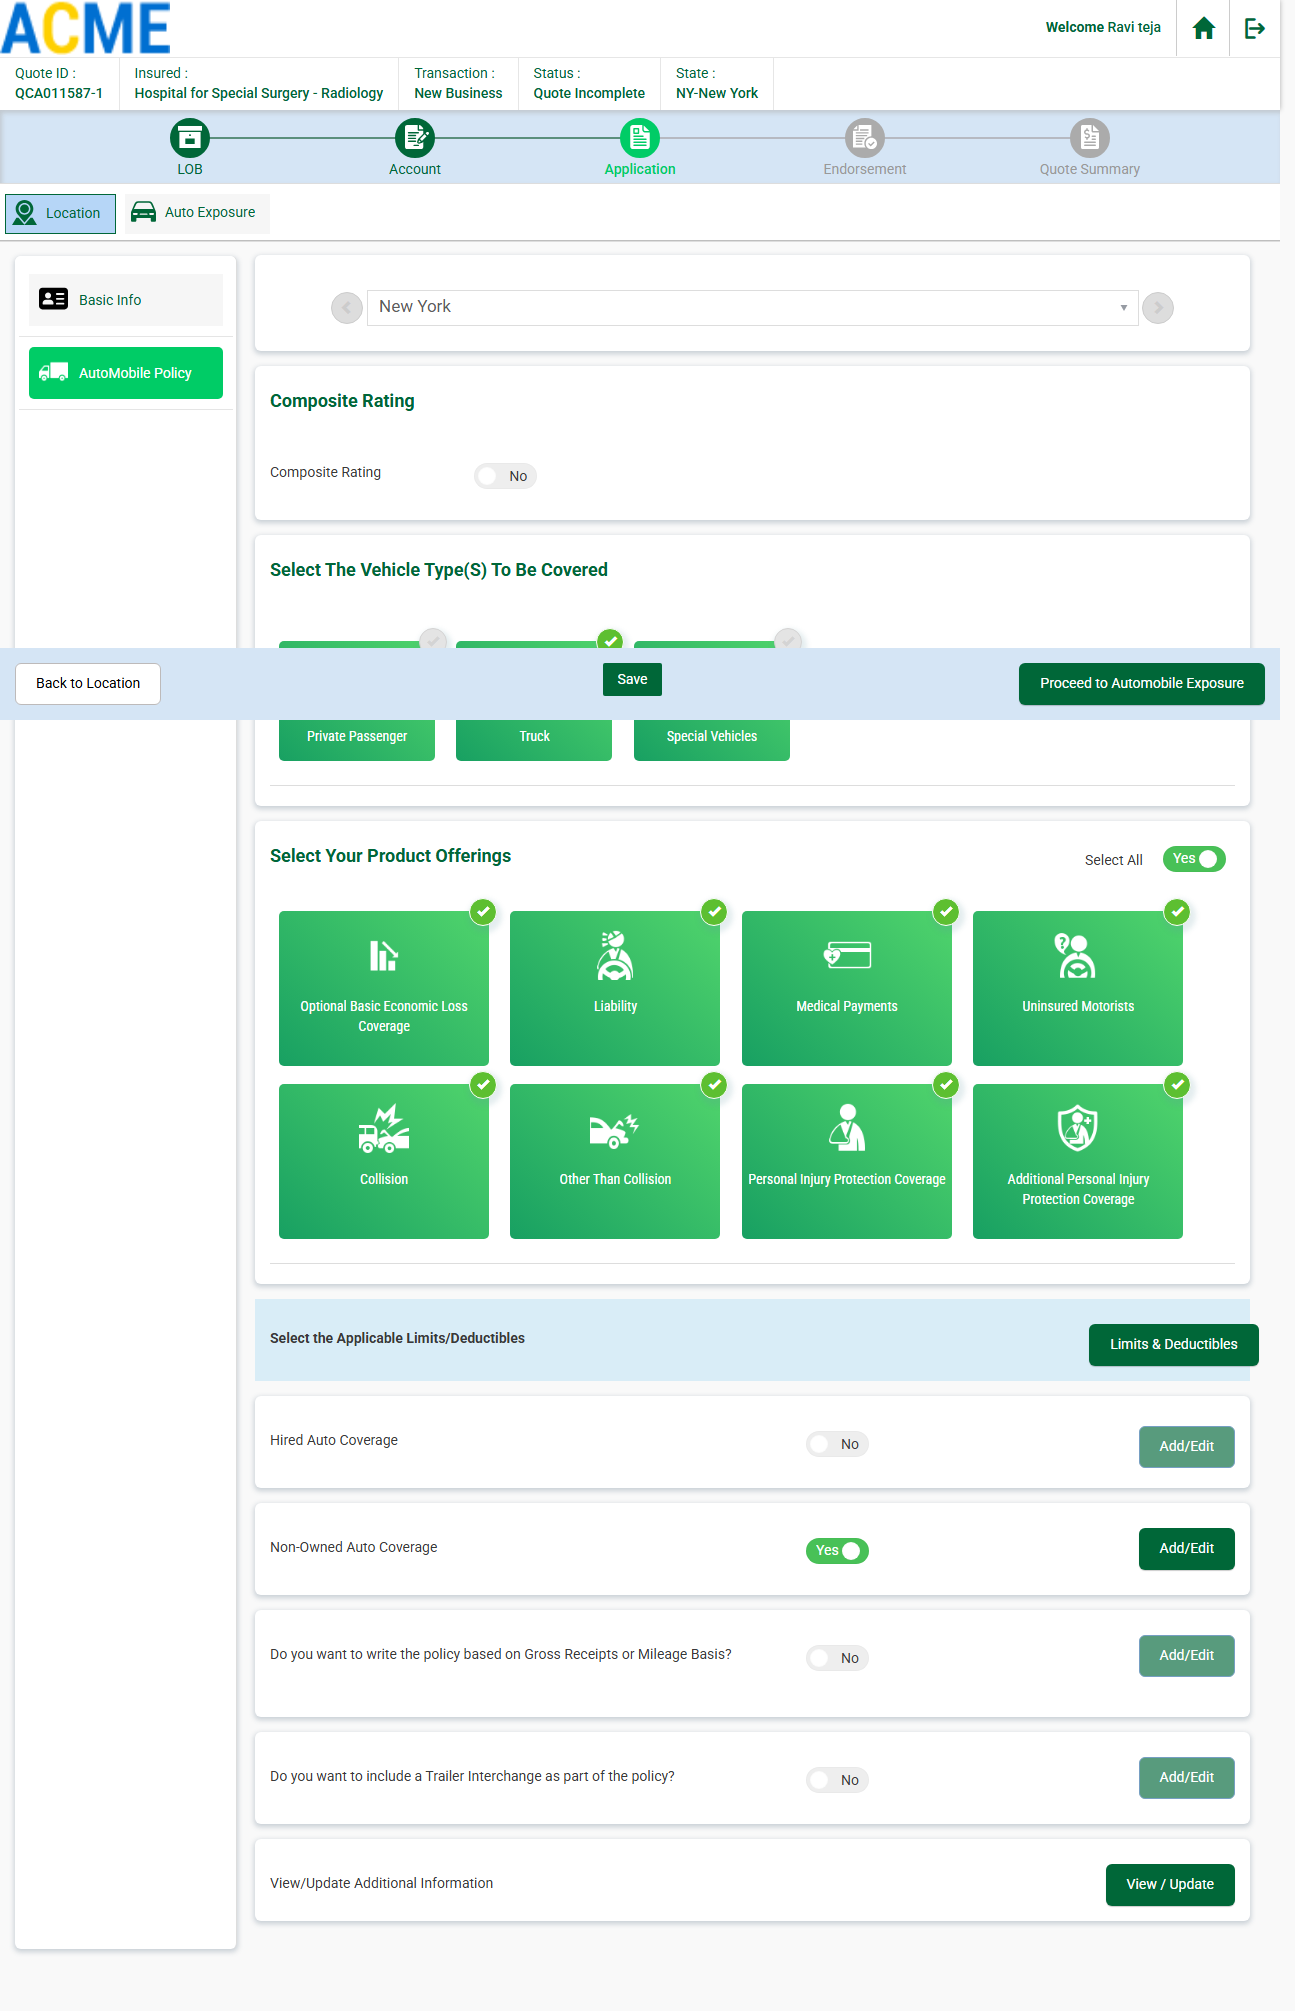 ACME
Welcome Ravi teja
Quote ID :
QCA011587-1
Insured :
Hospital for Special Surgery - Radiology
Transaction :
New Business
Status :
Quote Incomplete
State :
NY-New York
LOB
Account
Application
Endorsement
Quote Summary
Location
Auto Exposure
Basic Info
AutoMobile Policy
New York
Composite Rating
Composite Rating
No
Select The Vehicle Type(S) To Be Covered
Back to Location
Save
Proceed to Automobile Exposure
Private Passenger
Truck
Special Vehicles
Select Your Product Offerings
Select All
Yes
Optional Basic Economic Loss
Coverage
Liability
Medical Payments
Uninsured Motorists
Collision
Other Than Collision
Personal Injury Protection Coverage
Additional Personal Injury
Protection Coverage
Select the Applicable Limits/Deductibles
Limits & Deductibles
Hired Auto Coverage
No
Add/Edit
Non-Owned Auto Coverage
Yes
Add/Edit
Do you want to write the policy based on Gross Receipts or Mileage Basis?
No
Add/Edit
Do you want to include a Trailer Interchange as part of the policy?
No
Add/Edit
View/Update Additional Information
View / Update